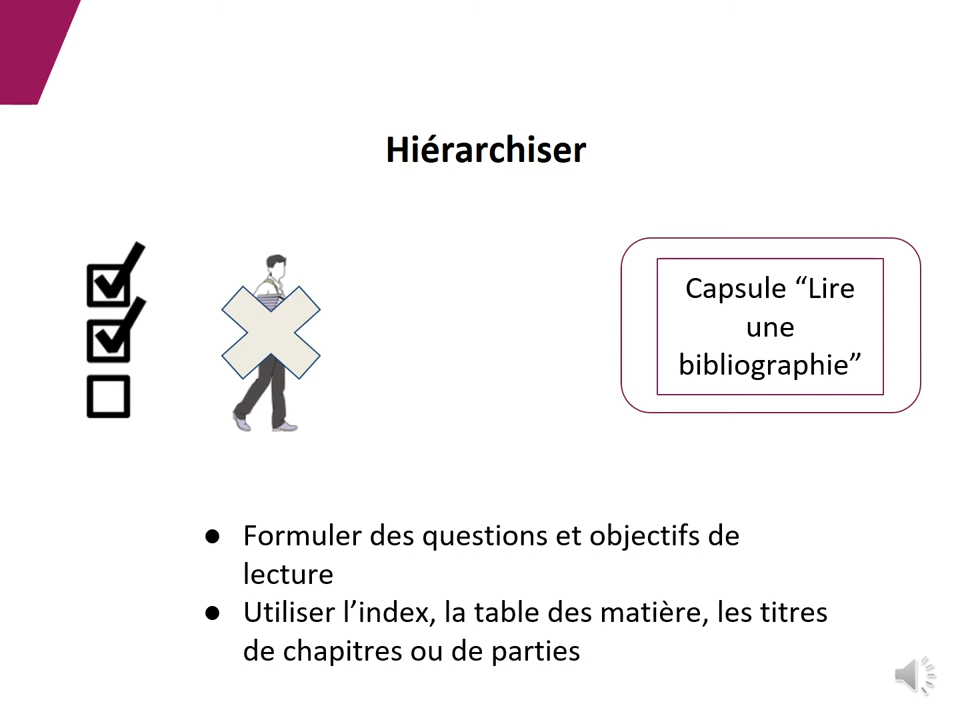 Hiérarchiser
Capsule “Lire
une
bibliographie”
● Formuler des questions et objectifs de
lecture
● Utiliser l’index, la table des matière, les titres
de chapitres ou de parties